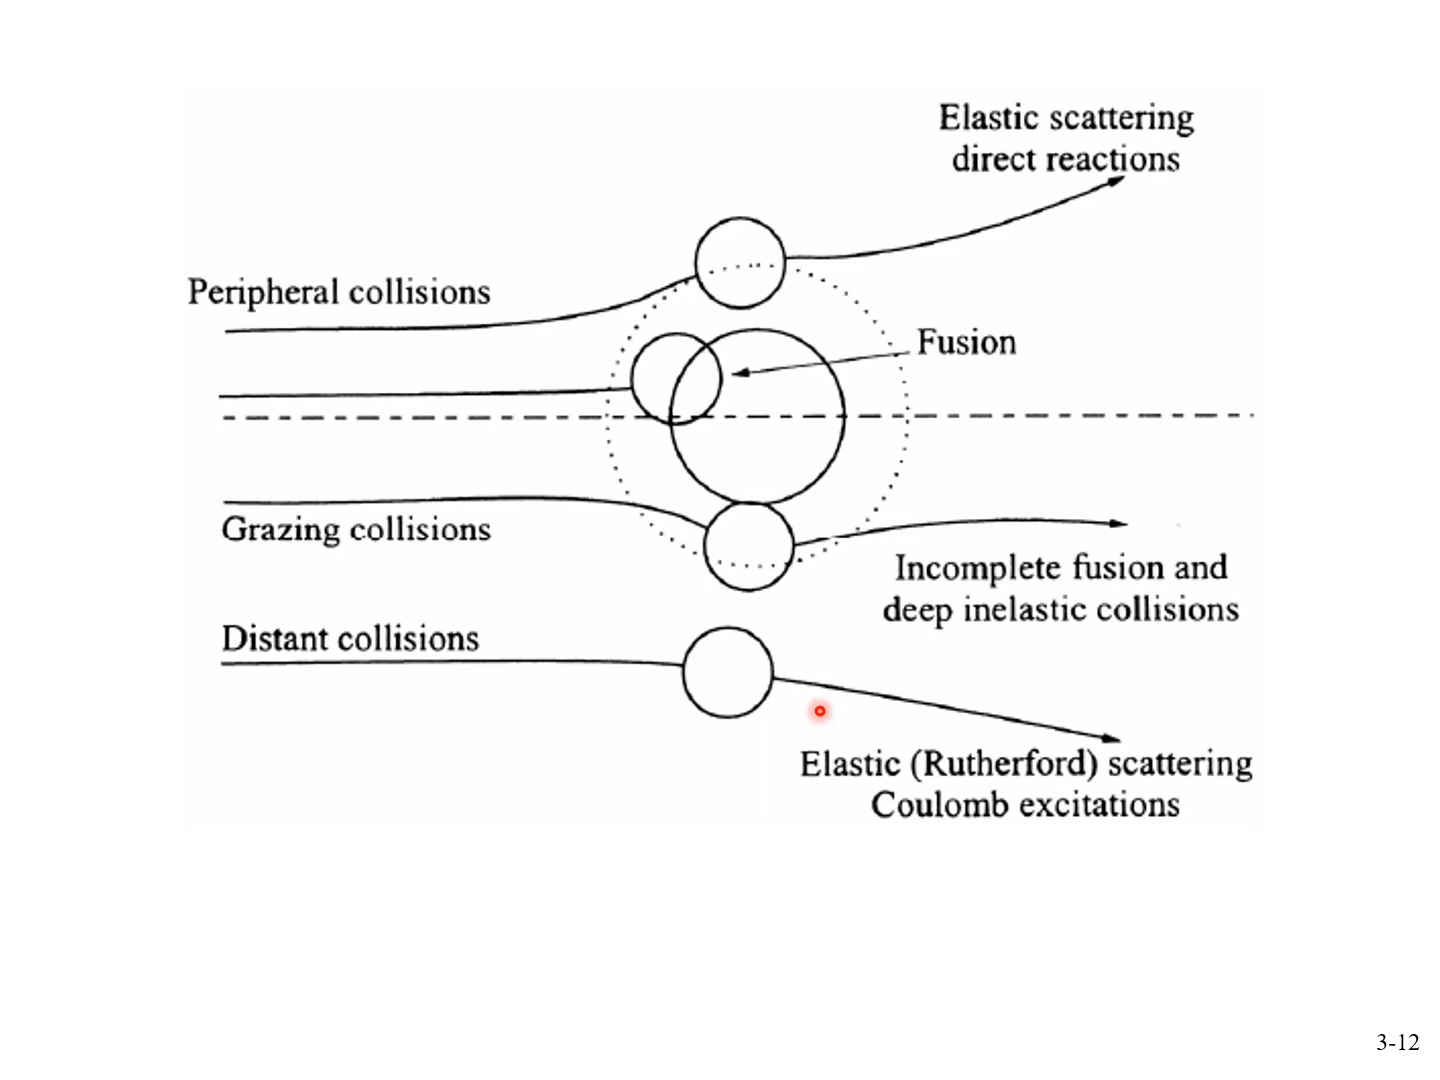 Elastic scattering
direct reactions
Peripheral collisions
Fusion
Grazing collisions
Incomplete fusion and
deep inelastic collisions
Distant collisions
Elastic (Rutherford) scattering
Coulomb excitations
3-12